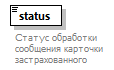 status
Статус обработки
сообщения карточки
застрахованного